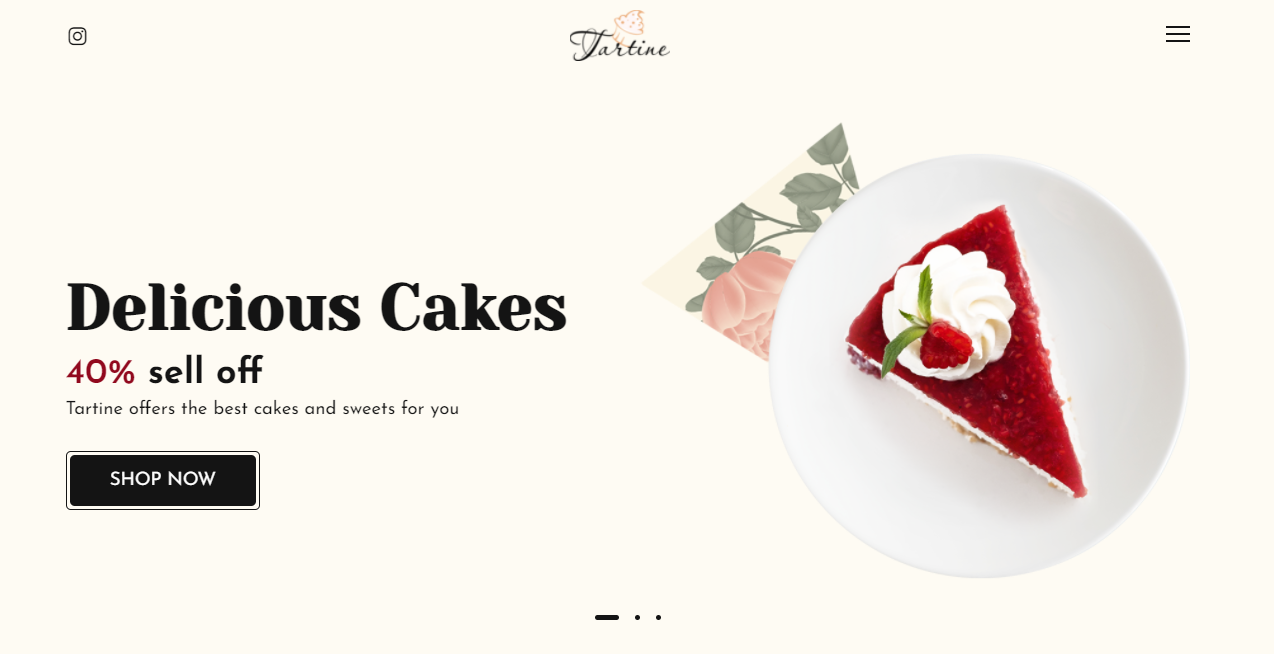 Tartine
Delicious Cakes
40% sell off
Tartine offers the best cakes and sweets for you
SHOP NOW